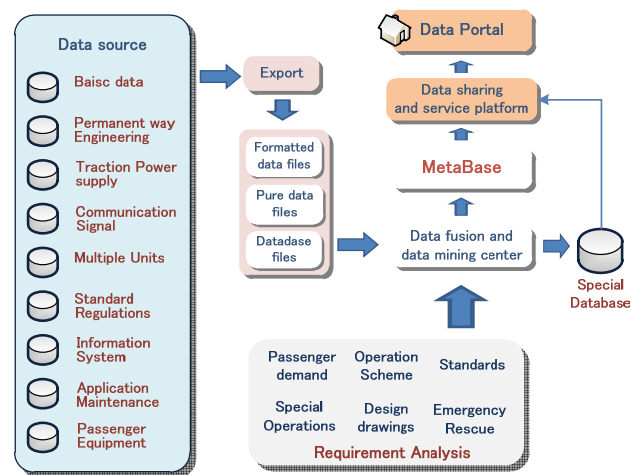 Data source
Baisc data
Permanent way
Engineering
Traction Power
supply
Communication
Signal
Multiple Units
Standard
Regulations
Information
System
Application
Maintenance
Passenger
Equipment
Export
Formatted
data files
Pure data
files
Datadase
files
Data Portal
Data sharing
and service platform
MetaBase
Data fusion and
data mining center
Special
Database
Passenger
demand
Operation
Scheme
Standards
Special
Operations
Design
drawings
Emergency
Rescue
Requirement Analysis